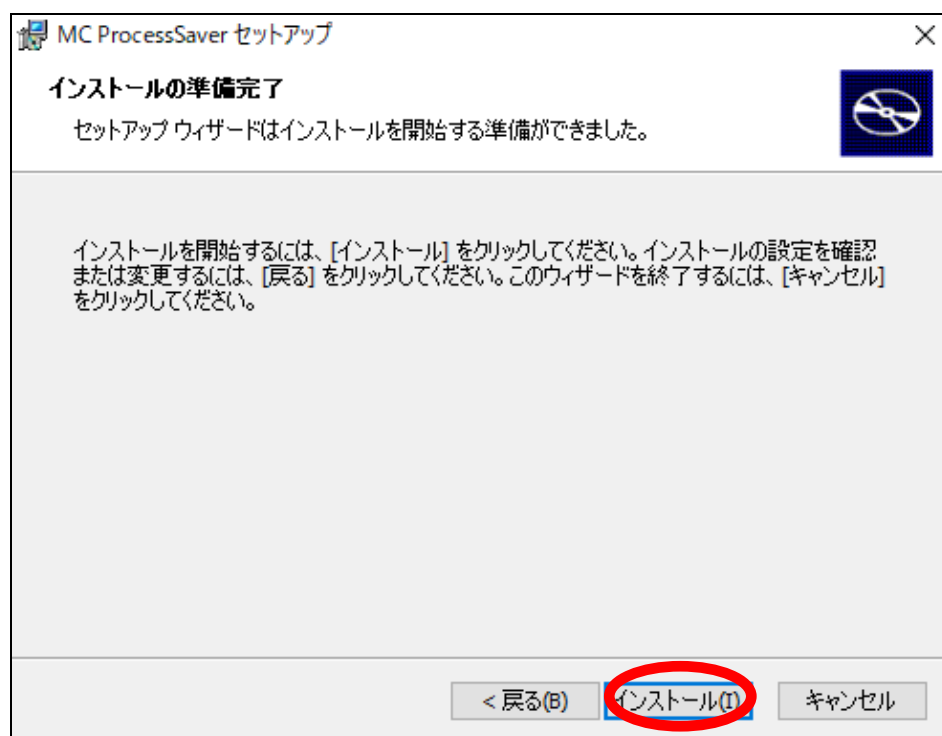 MC ProcessSaver セットアップ
インストールの準備完了
セットアップ ウィザードはインストールを開始する準備ができました。
インストールを開始するには、[インストール] をクリックしてください。インストールの設定を確認
または変更するには、[戻る] をクリックしてください。このウィザードを終了するには、[キャンセル]
をクリックしてください。
< 戻る(B) インストール(I) キャンセル